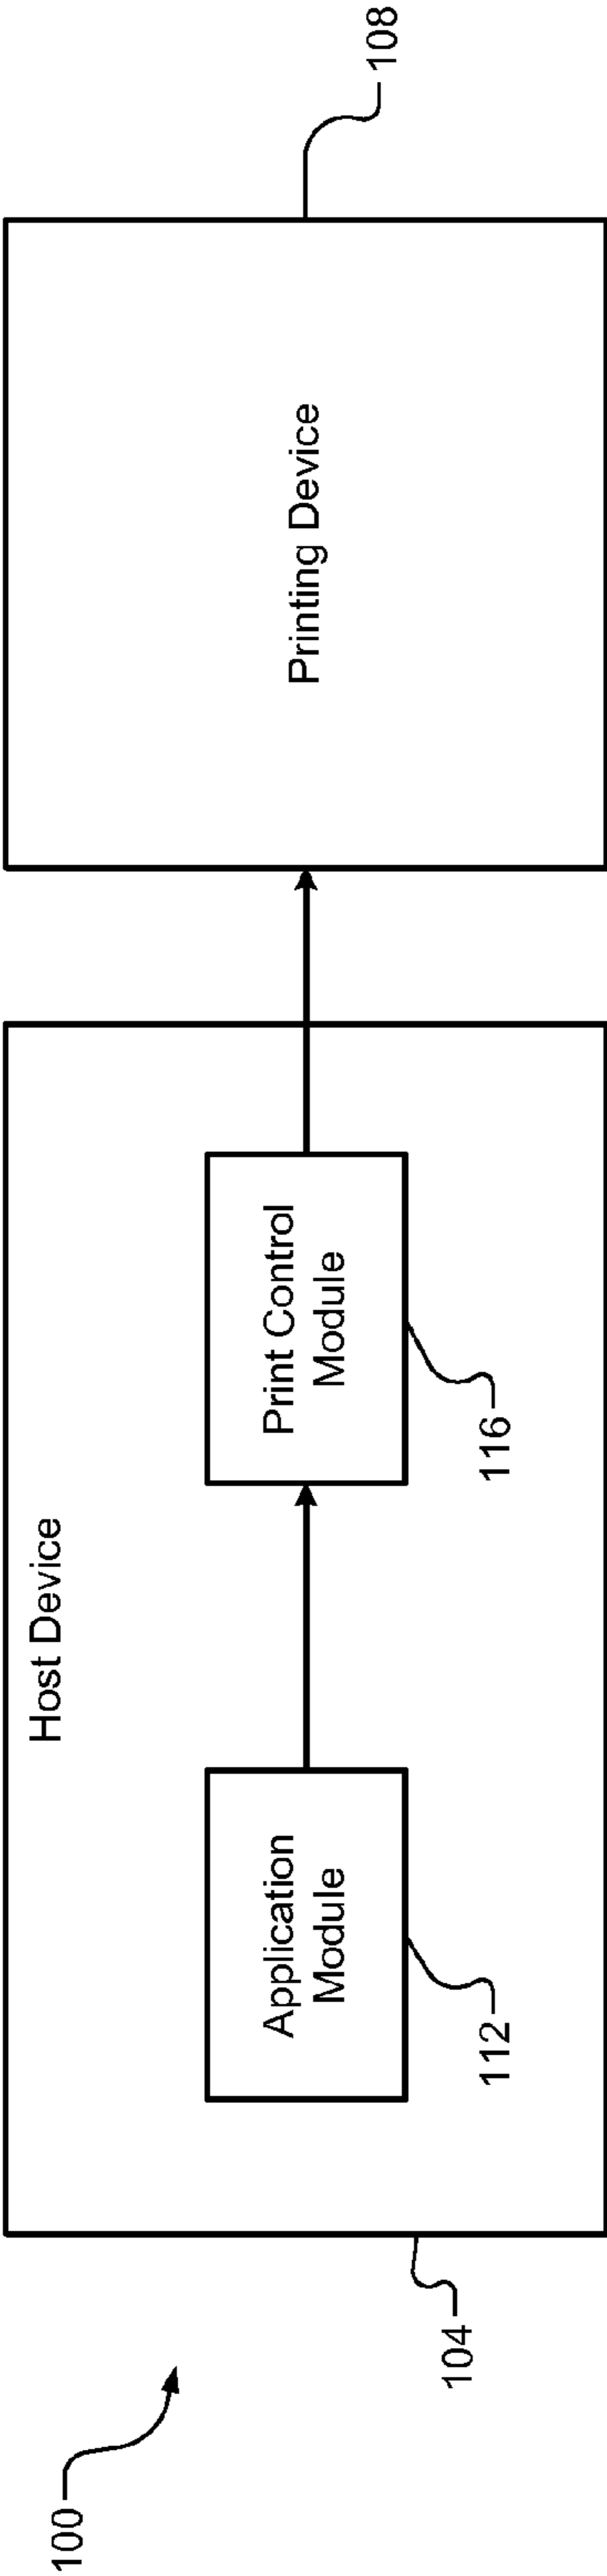 100
104
Host Device
Application
Module
112
Print Control
Module
116
Printing Device
108